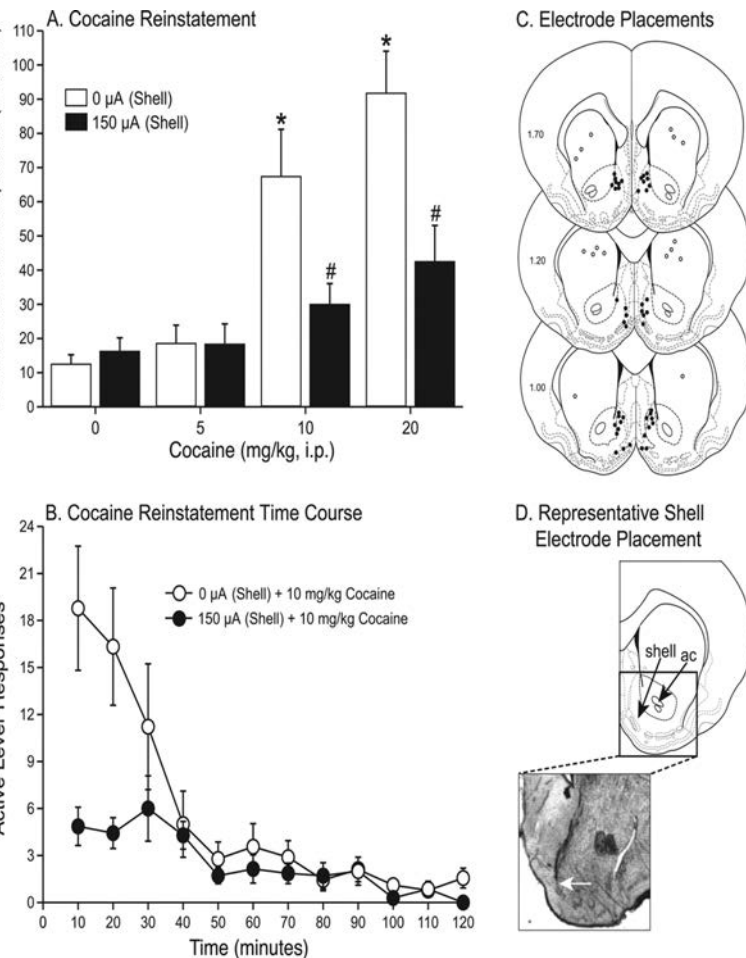 A. Cocaine Reinstatement
110
100
90
80
70
60
50
40
30
20
10
0
0 µA (Shell)
150 µA (Shell)
*
*
#
#
0
5
10
20
Cocaine (mg/kg, i.p.)
B. Cocaine Reinstatement Time Course
24
21
18
15
12
9
6
3
0
0 µA (Shell) + 10 mg/kg Cocaine
150 µA (Shell) + 10 mg/kg Cocaine
10 20 30 40 50 60 70 80 90 100 110 120
Time (minutes)
C. Electrode Placements
1.70
1.20
1.00
D. Representative Shell
Electrode Placement
shell
ac